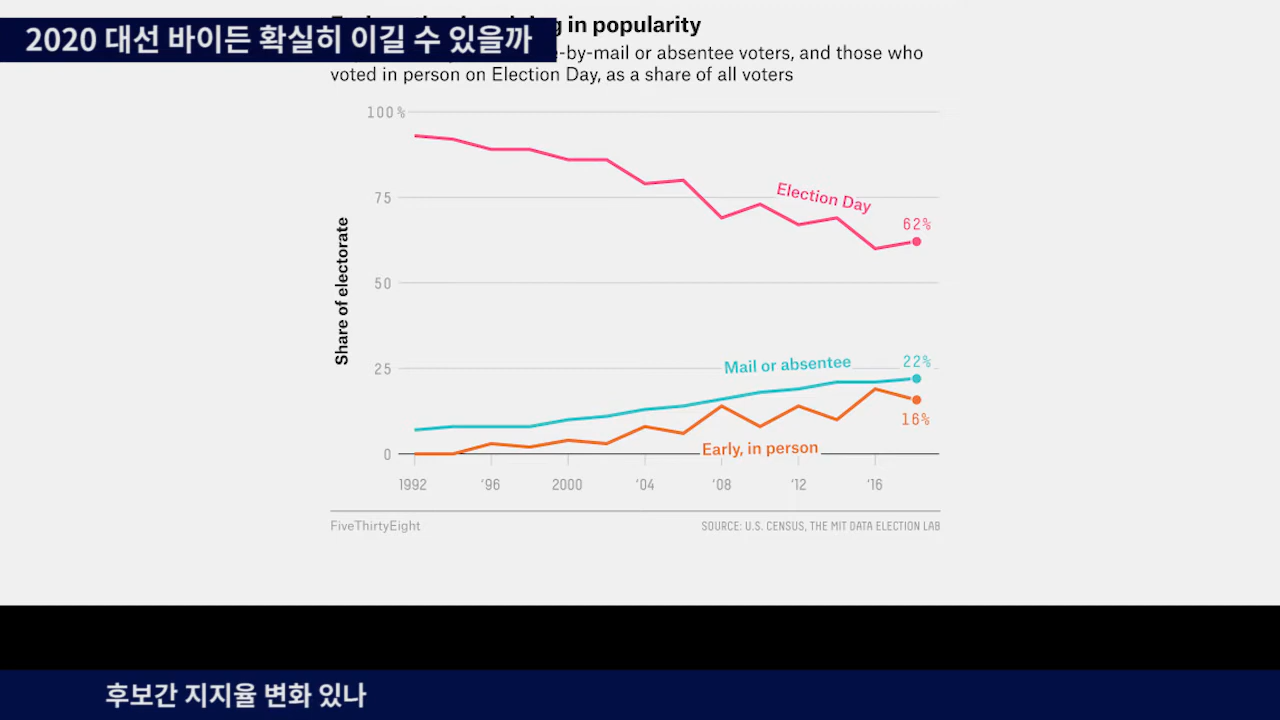 2020 대선 바이든 확실히 이길 수 있을까
in popularity
-by-mail or absentee voters, and those who
voted in person on Election Day, as a share of all voters
100%
75
50
25
0
Share of electorate
Election Day
62%
Mail or absentee
22%
16%
Early, in person
1992
'96
2000
'04
'08
'12
'16
FiveThirtyEight
SOURCE: U.S. CENSUS, THE MIT DATA ELECTION LAB
후보간 지지율 변화 있나